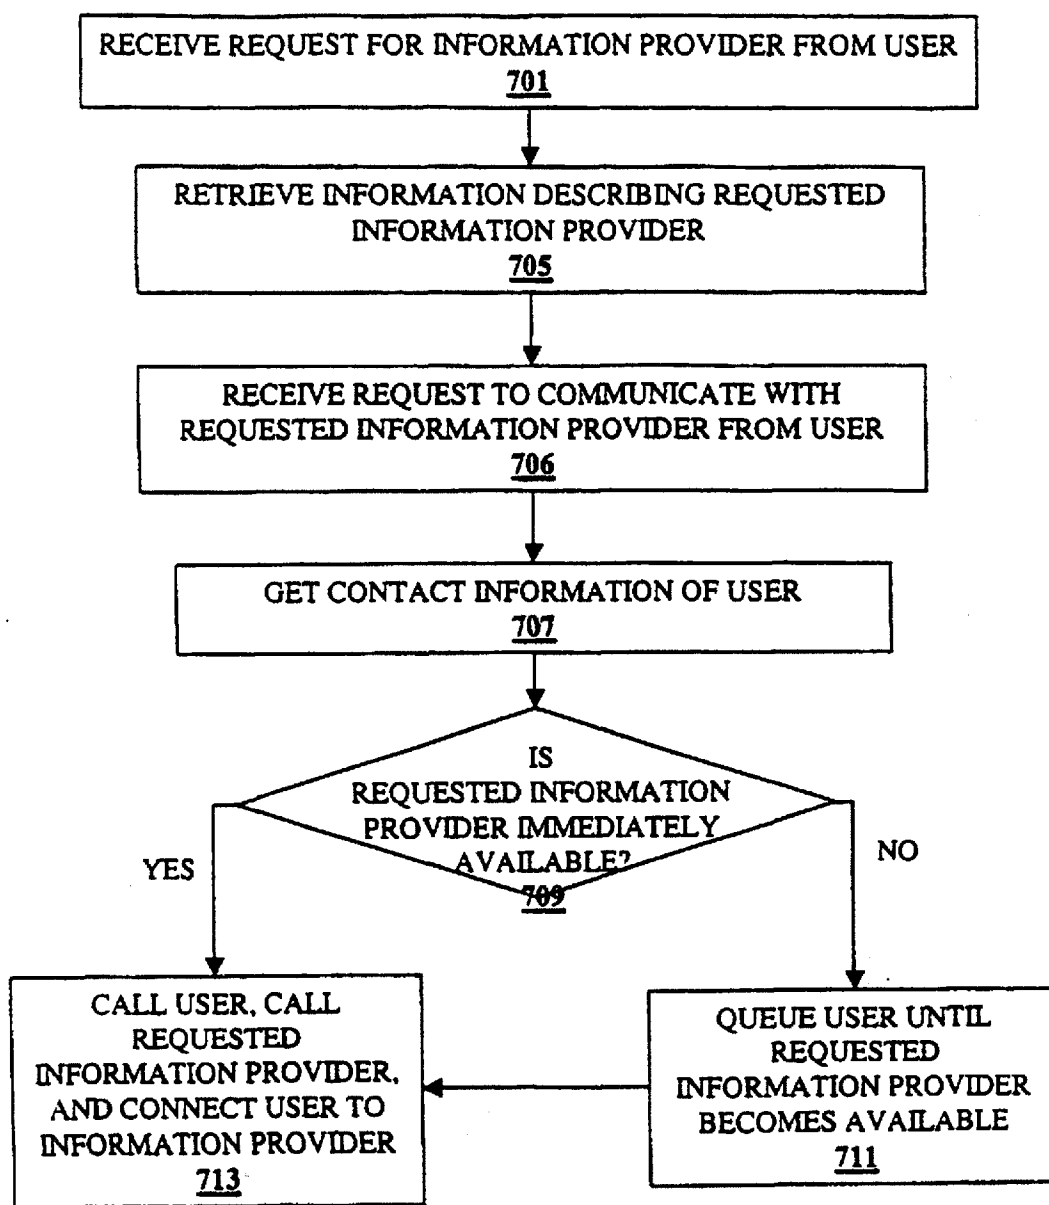 RECEIVE REQUEST FOR INFORMATION PROVIDER FROM USER
701
RETRIEVE INFORMATION DESCRIBING REQUESTED
INFORMATION PROVIDER
705
RECEIVE REQUEST TO COMMUNICATE WITH
REQUESTED INFORMATION PROVIDER FROM USER
706
GET CONTACT INFORMATION OF USER
707
IS
REQUESTED INFORMATION
PROVIDER IMMEDIATELY
AVAILABLE?
709
YES
NO
CALL USER, CALL
REQUESTED
INFORMATION PROVIDER,
AND CONNECT USER TO
INFORMATION PROVIDER
713
QUEUE USER UNTIL
REQUESTED
INFORMATION PROVIDER
BECOMES AVAILABLE
711